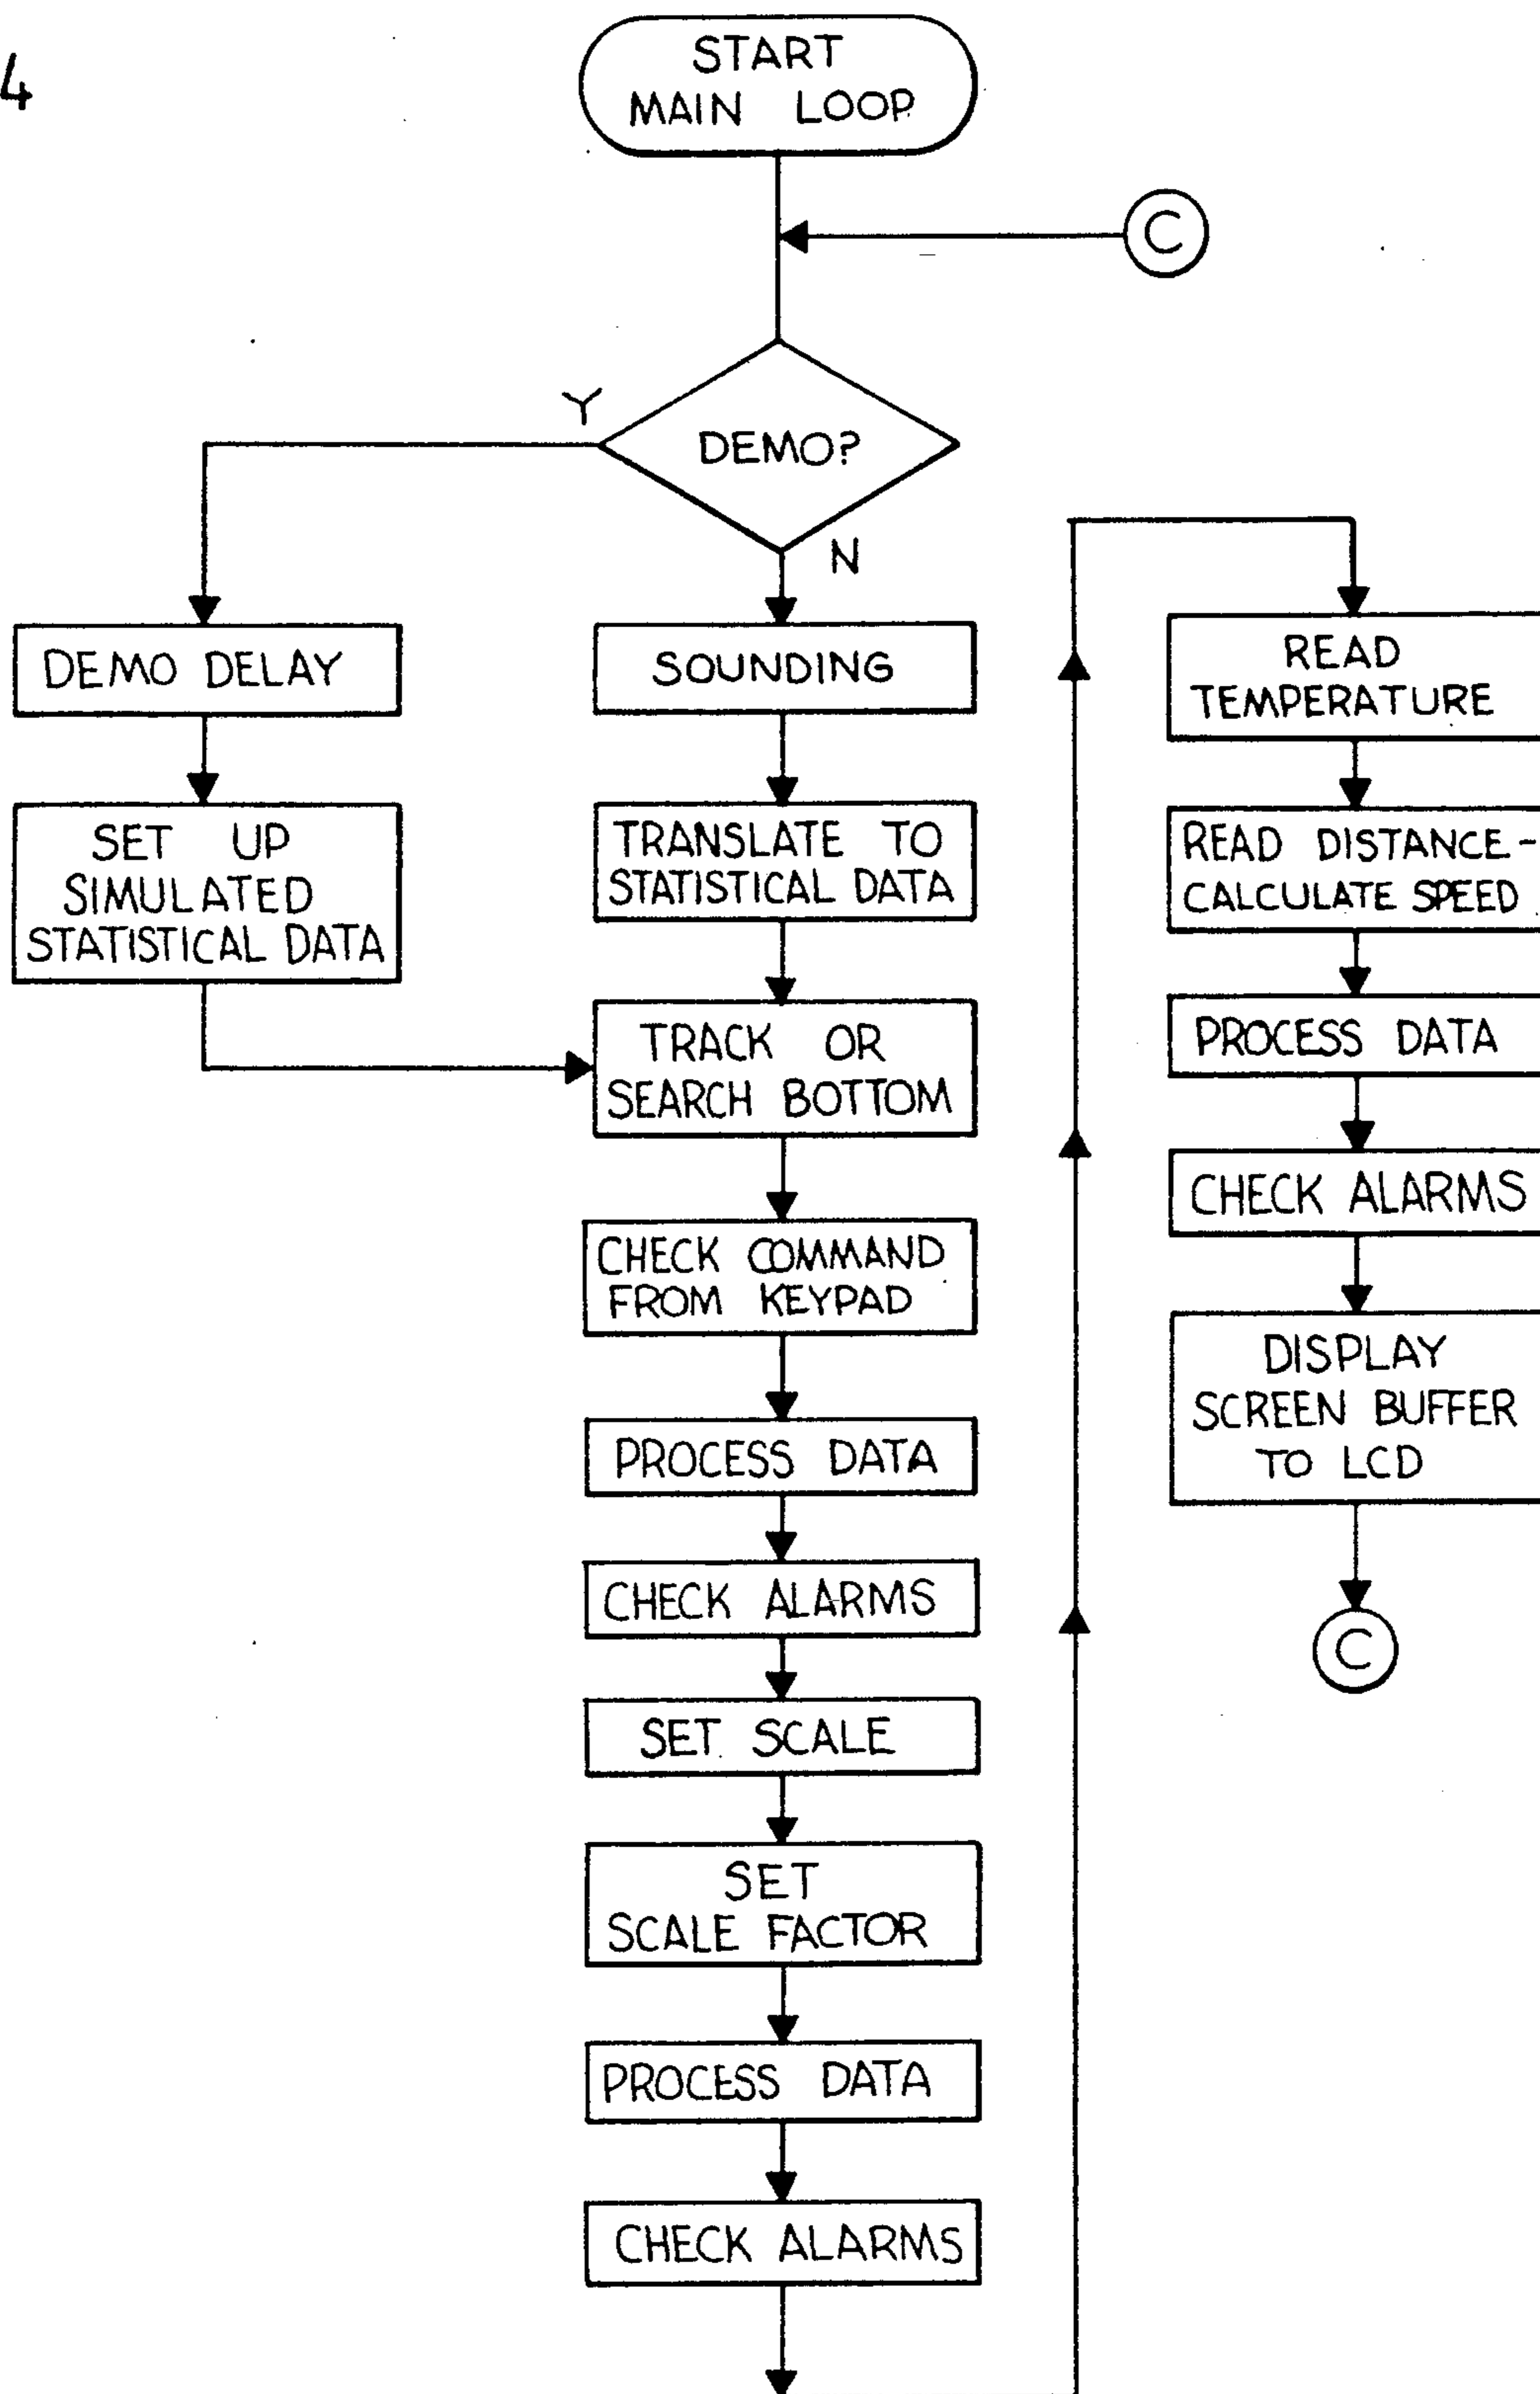 4
START
MAIN LOOP
C
Y
DEMO?
N
DEMO DELAY
SET UP
SIMULATED
STATISTICAL DATA
SOUNDING
TRANSLATE TO
STATISTICAL DATA
TRACK OR
SEARCH BOTTOM
CHECK COMMAND
FROM KEYPAD
PROCESS DATA
CHECK ALARMS
SET SCALE
SET
SCALE FACTOR
PROCESS DATA
CHECK ALARMS
READ
TEMPERATURE
READ DISTANCE-
CALCULATE SPEED
PROCESS DATA
CHECK ALARMS
DISPLAY
SCREEN BUFFER
TO LCD
C